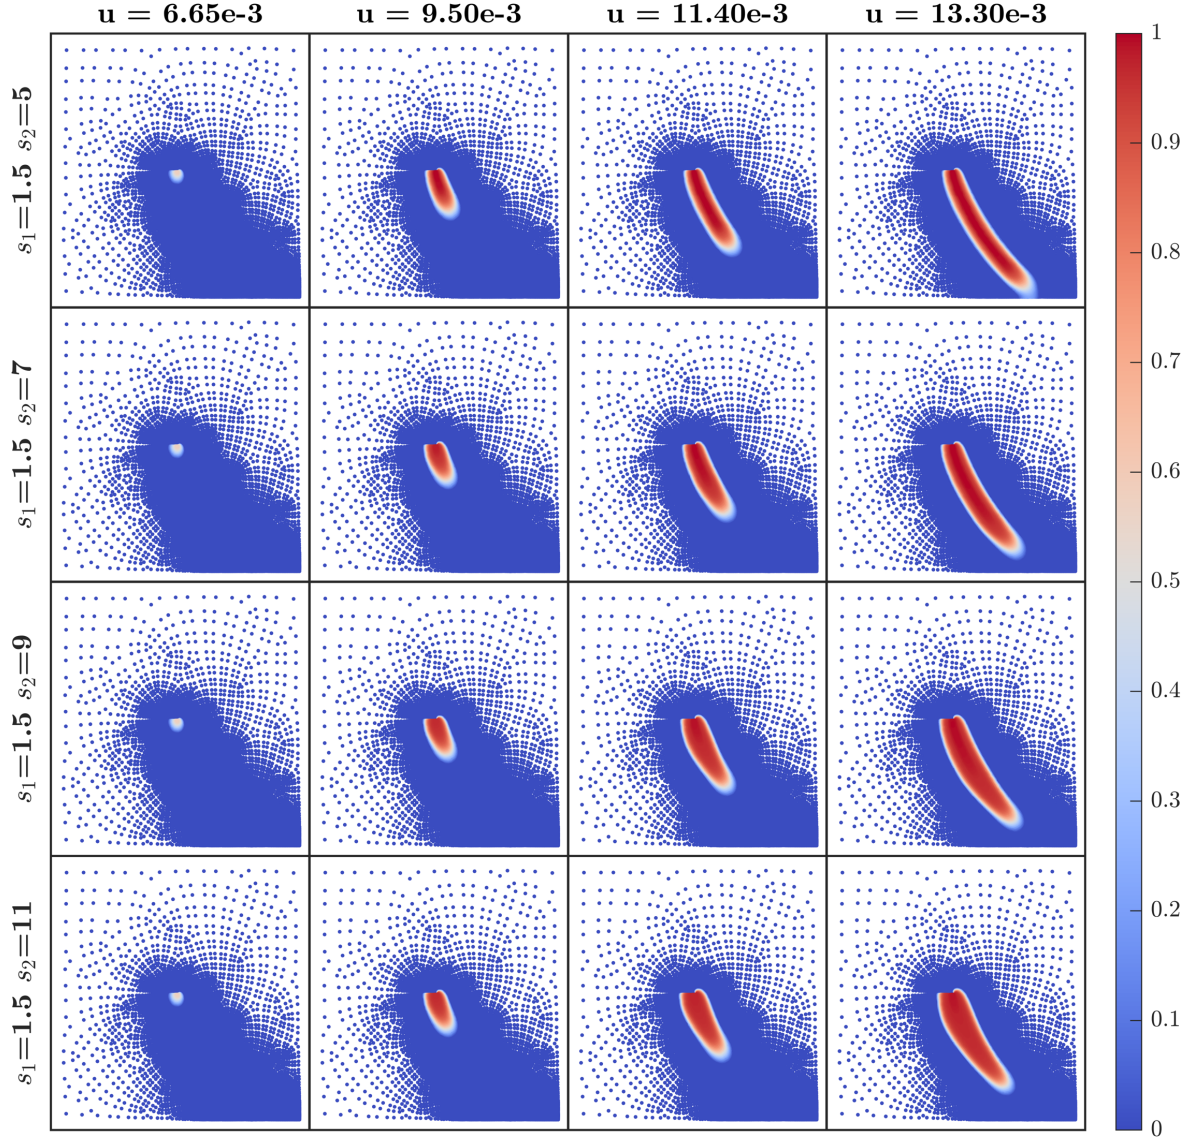 u = 6.65e-3 u = 9.50e-3 u = 11.40e-3 u = 13.30e-3
s₁=1.5 s₂=5
s₁=1.5 s₂=7
s₁=1.5 s₂=9
s₁=1.5 s₂=11
1
0.9
0.8
0.7
0.6
0.5
0.4
0.3
0.2
0.1
0